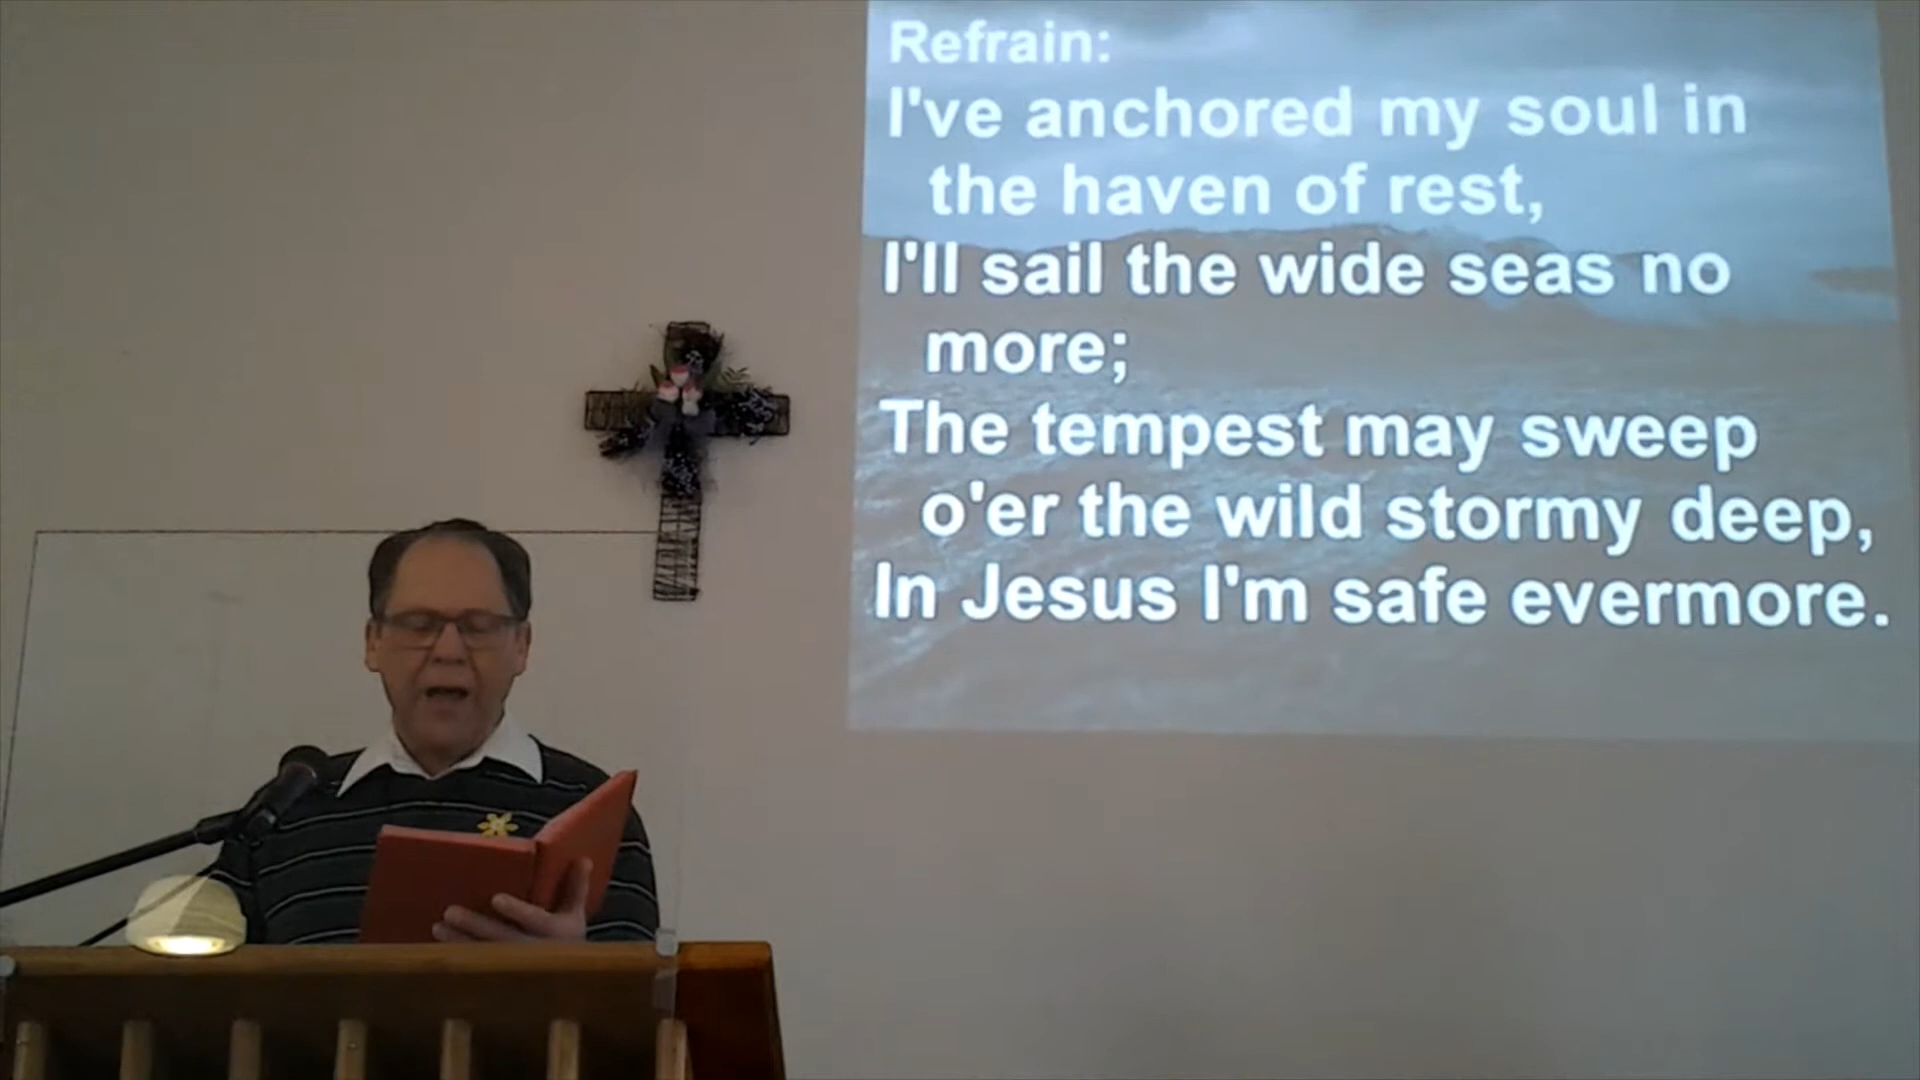 Refrain:
I've anchored my soul in
the haven of rest,
I'll sail the wide seas no
more;
The tempest may sweep
o'er the wild stormy deep,
In Jesus I'm safe evermore.